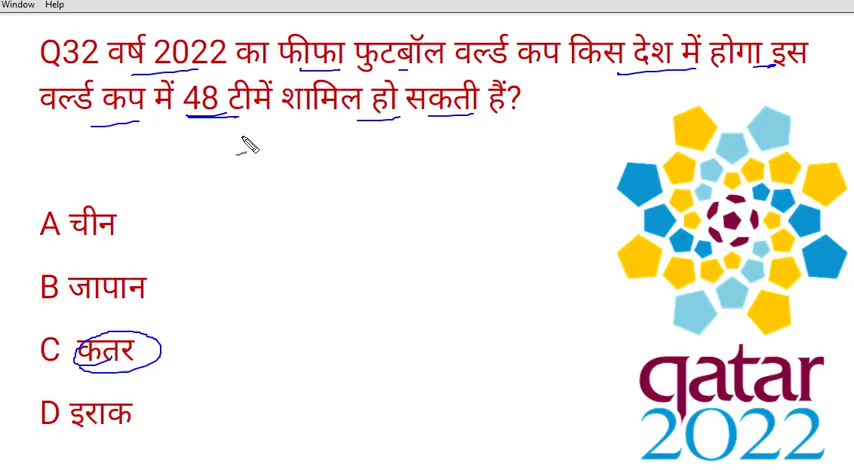 Window Help
Q32 वर्ष 2022 का फीफा फुटबॉल वर्ल्ड कप किस देश में होगा इस
वर्ल्ड कप में 48 टीमें शामिल हो सकती हैं?
A चीन
B जापान
C कतर
D इराक
qatar
2022